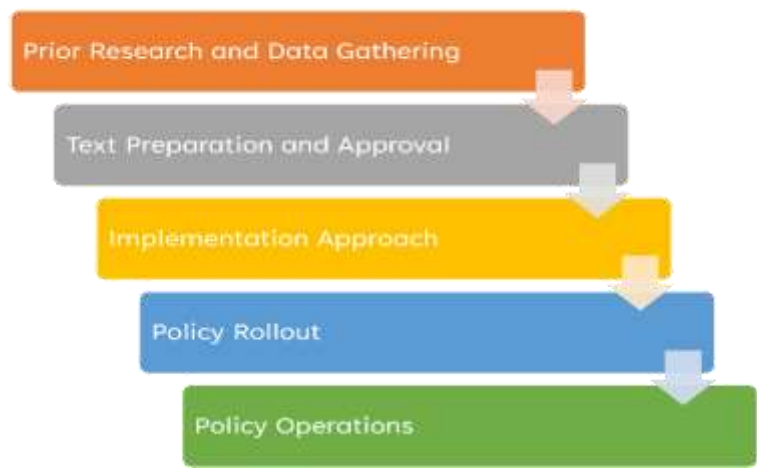 Prior Research and Data Gathering
Text Preparation and Approval
Implementation Approach
Policy Rollout
Policy Operations